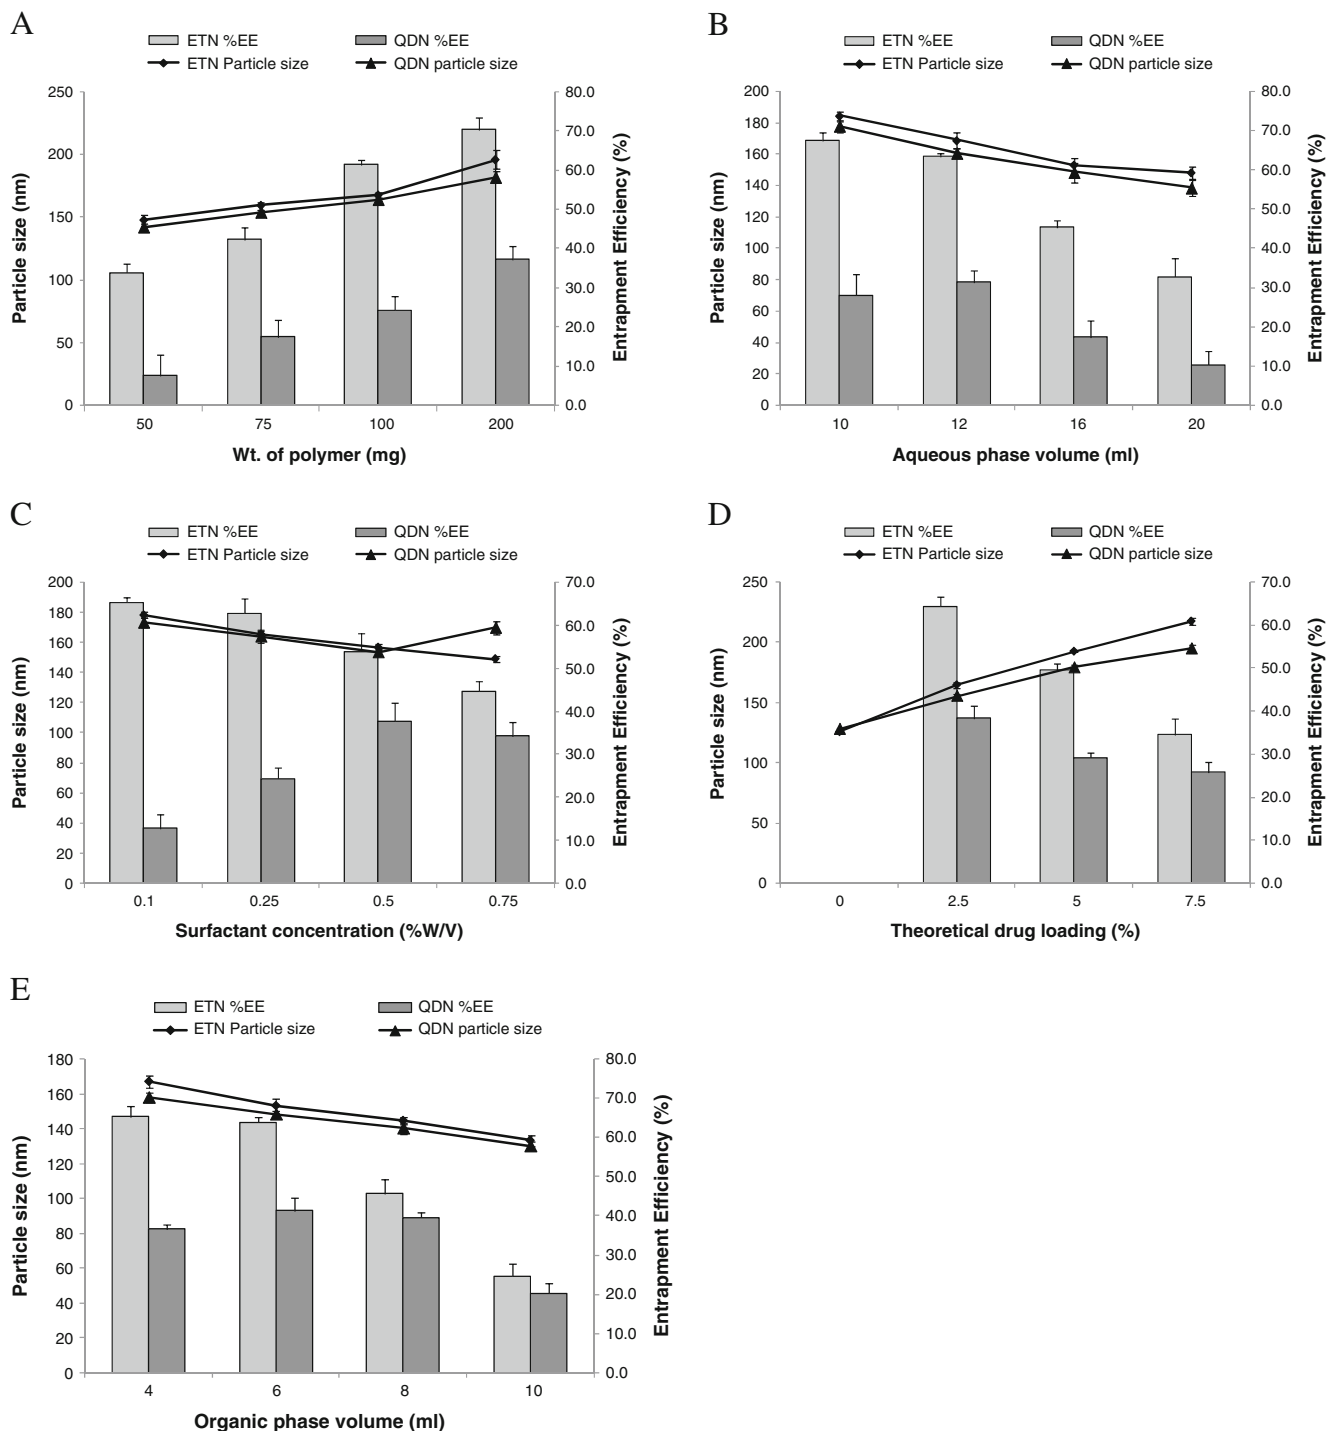 A
ETN %EE QDN %EE
ETN Particle size QDN particle size
Particle size (nm)
250
200
150
100
50
0
80.0
70.0
60.0
50.0
40.0
30.0
20.0
10.0
0.0
Entrapment Efficiency (%)
50 75 100 200
Wt. of polymer (mg)
B
ETN %EE QDN %EE
ETN Particle size QDN particle size
Particle size (nm)
200
180
160
140
120
100
80
60
40
20
0
80.0
70.0
60.0
50.0
40.0
30.0
20.0
10.0
0.0
Entrapment Efficiency (%)
10 12 16 20
Aqueous phase volume (ml)
C
ETN %EE QDN %EE
ETN Particle size QDN particle size
Particle size (nm)
200
180
160
140
120
100
80
60
40
20
0
70.0
60.0
50.0
40.0
30.0
20.0
10.0
0.0
Entrapment Efficiency (%)
0.1 0.25 0.5 0.75
Surfactant concentration (%W/V)
D
ETN %EE QDN %EE
ETN Particle size QDN particle size
Particle size (nm)
250
200
150
100
50
0
70.0
60.0
50.0
40.0
30.0
20.0
10.0
0.0
Entrapment Efficiency (%)
0 2.5 5 7.5
Theoretical drug loading (%)
E
ETN %EE QDN %EE
ETN Particle size QDN particle size
Particle size (nm)
180
160
140
120
100
80
60
40
20
0
80.0
70.0
60.0
50.0
40.0
30.0
20.0
10.0
0.0
Entrapment Efficiency (%)
4 6 8 10
Organic phase volume (ml)